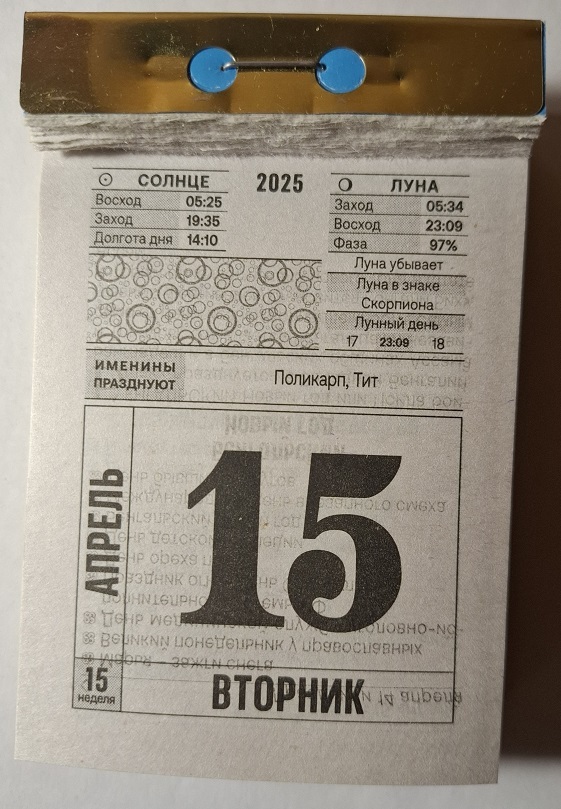 СОЛНЦЕ
Восход 05:25
Заход 19:35
Долгота дня 14:10
2025
ЛУНА
Заход 05:34
Восход 23:09
Фаза 97%
Луна убывает
Луна в знаке
Скорпиона
Лунный день
17 23:09 18
ИМЕНИНЫ
ПРАЗДНУЮТ
Поликарп, Тит
АПРЕЛЬ
15
15
неделя
ВТОРНИК